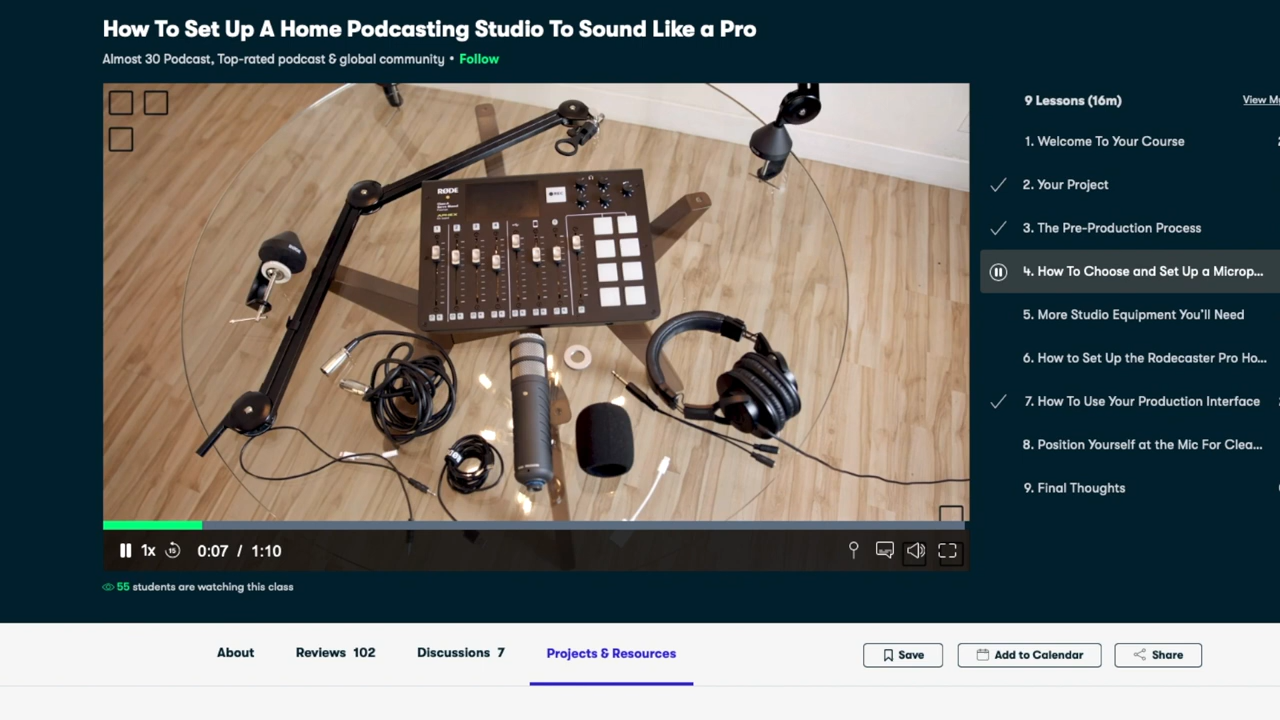 How To Set Up A Home Podcasting Studio To Sound Like a Pro
Almost 30 Podcast, Top-rated podcast & global community • Follow
RØDE
9 Lessons (16m)
View
1. Welcome To Your Course
2. Your Project
3. The Pre-Production Process
4. How To Choose and Set Up a Microp...
5. More Studio Equipment You'll Need
6. How to Set Up the Rodecaster Pro Ho...
7. How To Use Your Production Interface
8. Position Yourself at the Mic For Clea...
9. Final Thoughts
1x 15 0:07 / 1:10
55 students are watching this class
About
Reviews 102
Discussions 7
Projects & Resources
Save
Add to Calendar
Share